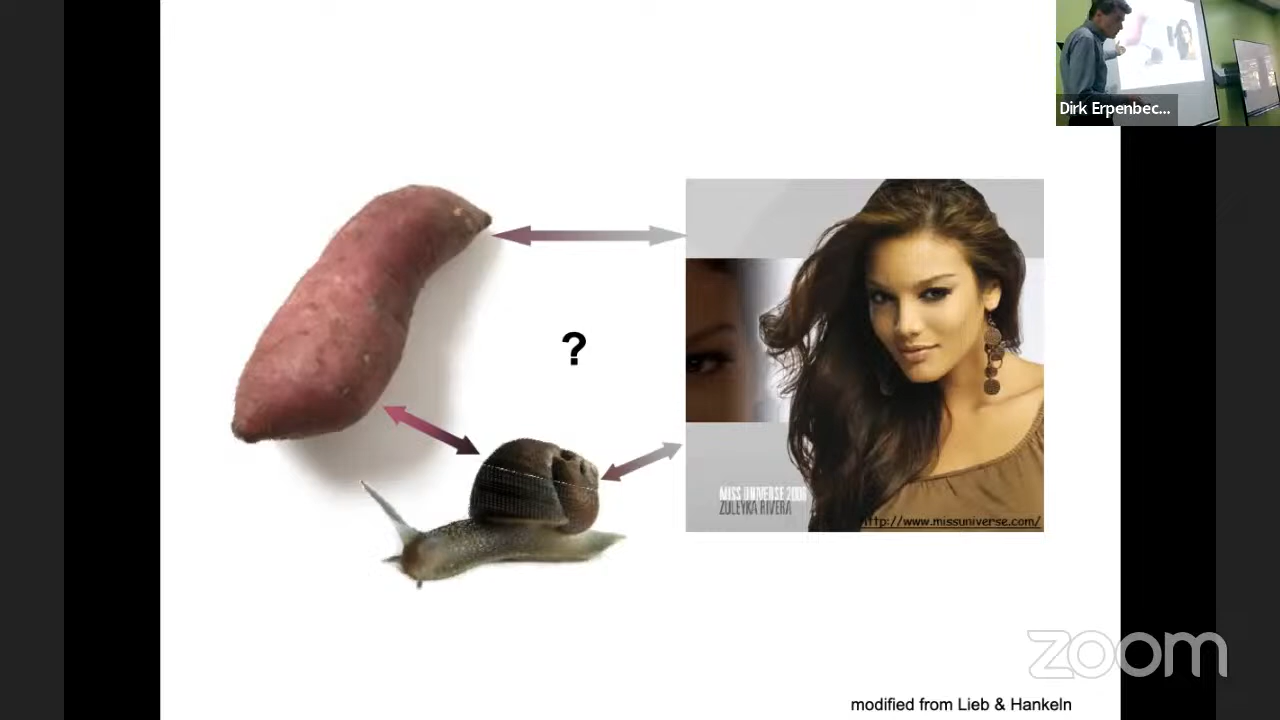 Dirk Erpenbec...
?
MISS UNIVERSE 2006
ZULEYKA RIVERA
http://www.missuniverse.com/
zoom
modified from Lieb & Hankeln